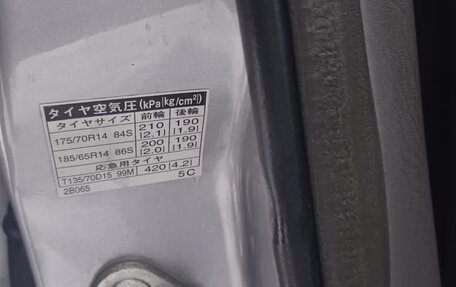 タイヤ空気圧(kPa|kg/cm²|)
タイヤサイズ 前輪 後輪
175/70R14 84S 210|2.1| 190|1.9|
185/65R14 86S 200|2.0| 190|1.9|
応急用タイヤ
T135/70D15 99M 420|4.2|
2B065 5C